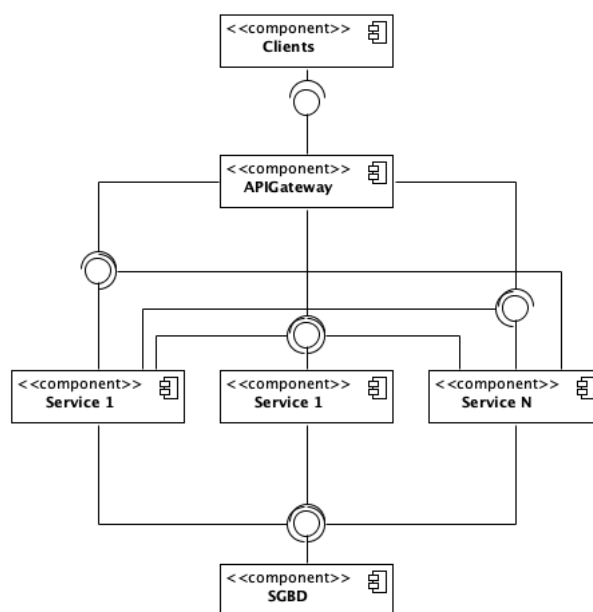 <<component>>
Clients
<<component>>
APIGateway
<<component>>
Service 1
<<component>>
Service 1
<<component>>
Service N
<<component>>
SGBD